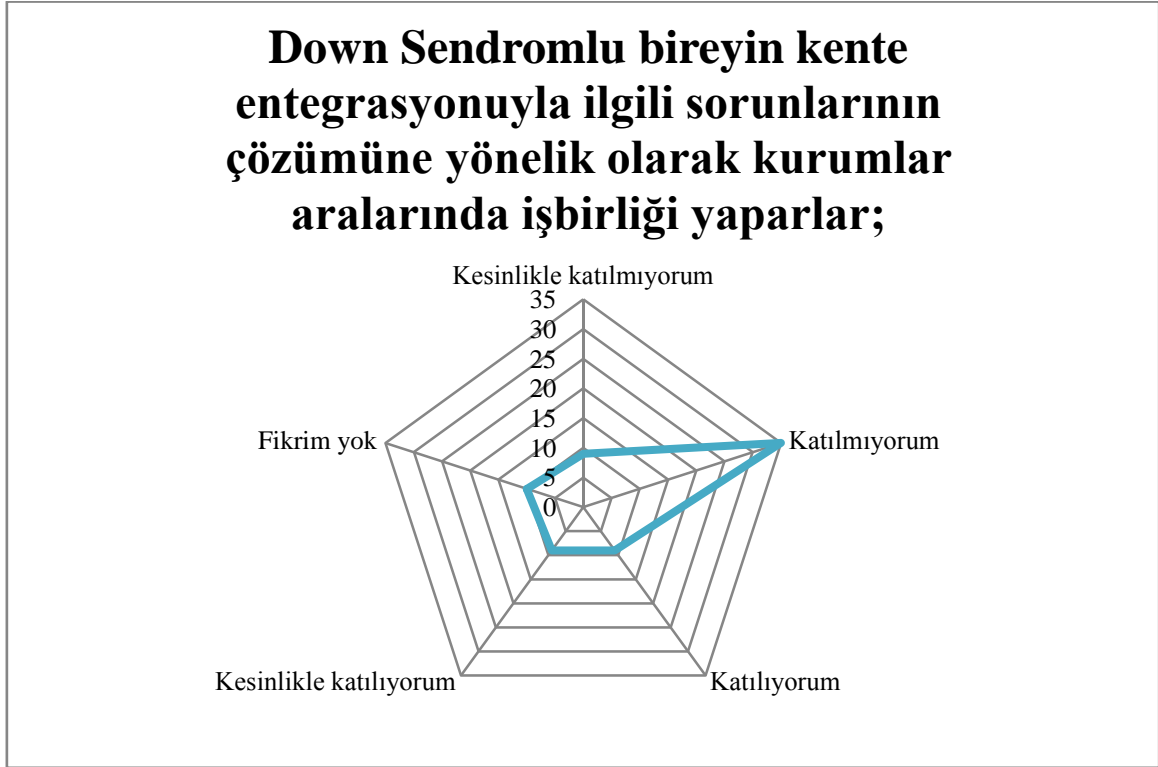 Down Sendromlu bireyin kente
entegrasyonuyla ilgili sorunlarının
çözümüne yönelik olarak kurumlar
aralarında işbirliği yaparlar;
Kesinlikle katılmıyorum
35
30
25
20
15
10
5
0
Katılmıyorum
Fikrim yok
Kesinlikle katılıyorum
Katılıyorum